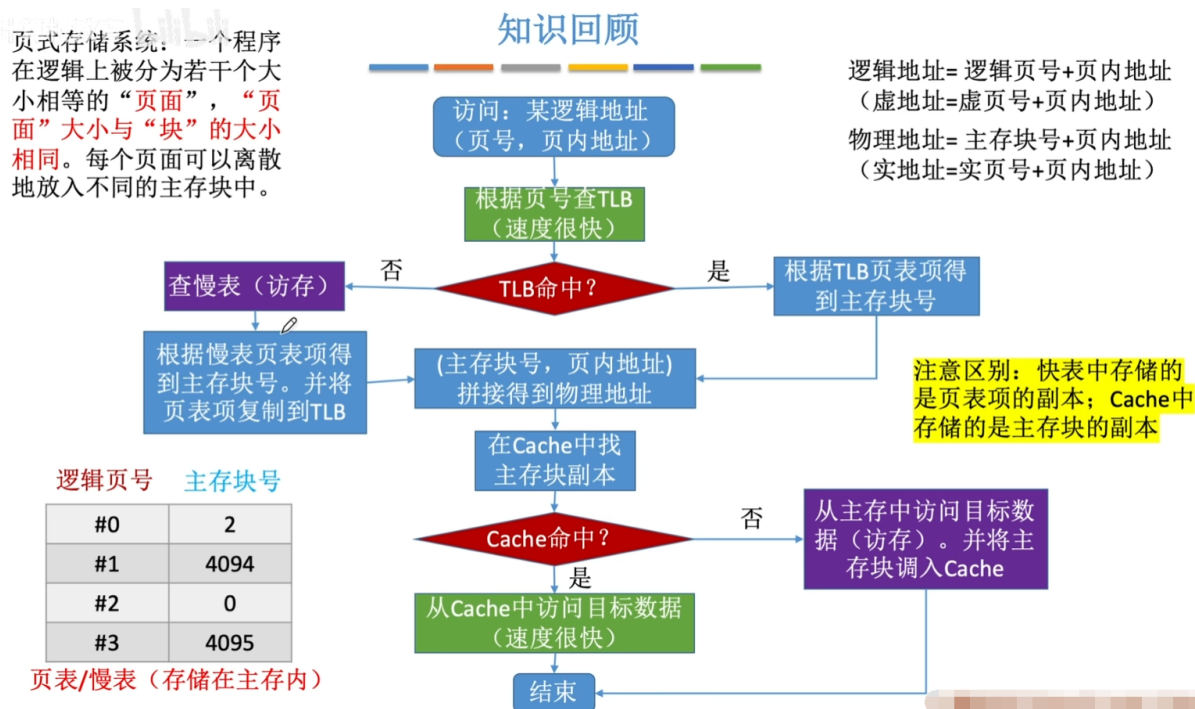 知识回顾
页式存储系统：一个程序
在逻辑上被分为若干个大
小相等的“页面”，“页
面”大小与“块”的大小
相同。每个页面可以离散
地放入不同的主存块中。
逻辑地址= 逻辑页号+页内地址
（虚地址=虚页号+页内地址）
物理地址= 主存块号+页内地址
（实地址=实页号+页内地址）
访问：某逻辑地址
（页号，页内地址）
根据页号查TLB
（速度很快）
TLB命中？
否
是
查慢表（访存）
根据TLB页表项得
到主存块号
根据慢表页表项得
到主存块号。并将
页表项复制到TLB
(主存块号，页内地址)
拼接得到物理地址
注意区别：快表中存储的
是页表项的副本；Cache中
存储的是主存块的副本
在Cache中找
主存块副本
Cache命中？
否
是
从主存中访问目标数
据（访存）。并将主
存块调入Cache
从Cache中访问目标数据
（速度很快）
结束
逻辑页号 主存块号
#0 2
#1 4094
#2 0
#3 4095
页表/慢表（存储在主存内）